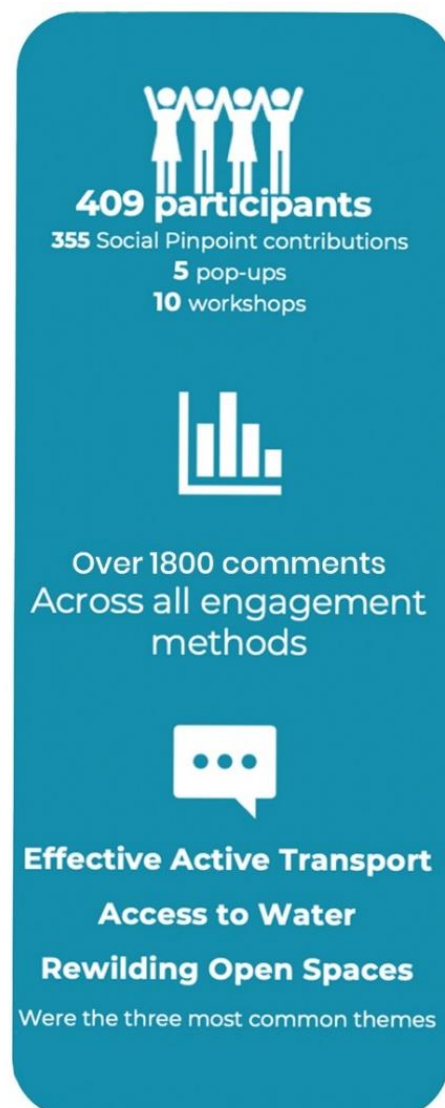 409 participants
355 Social Pinpoint contributions
5 pop-ups
10 workshops
Over 1800 comments
Across all engagement
methods
Effective Active Transport
Access to Water
Rewilding Open Spaces
Were the three most common themes